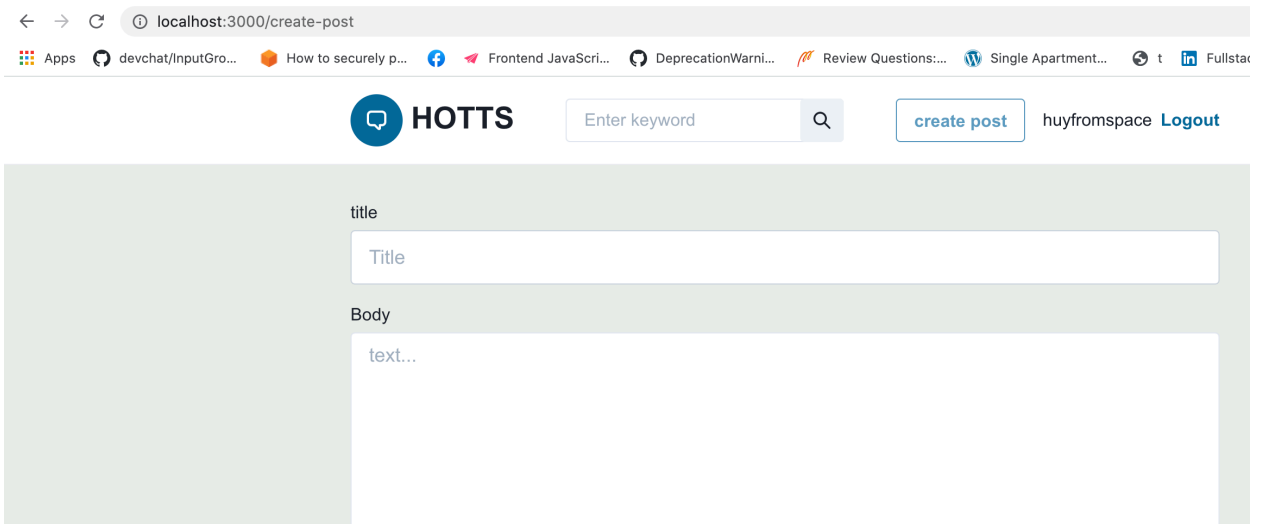 localhost:3000/create-post
Apps devchat/InputGro... How to securely p... Frontend JavaScri... DeprecationWarni... Review Questions:... Single Apartment... t Fullsta
HOTTS Enter keyword create post huyfromspace Logout
title
Title
Body
text...